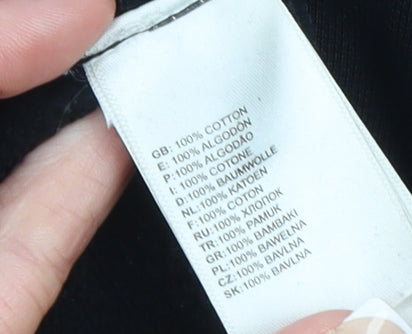 GB: 100% COTTON
E: 100% ALGODÓN
P: 100% ALGODÃO
I: 100% COTONE
D: 100% BAUMWOLLE
NL: 100% KATOEN
F: 100% COTON
RU: 100% ХЛОПОК
TR: 100% PAMUK
GR: 100% BAMBAKI
PL: 100% BAWEŁNA
CZ: 100% BAVLNA
SK: 100% BAVLNA